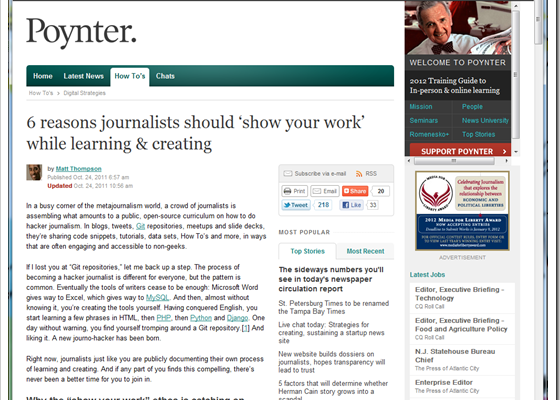 Poynter.
Home
Latest News
How To's
Chats
How To's > Digital Strategies
6 reasons journalists should ‘show your work’
while learning & creating
by Matt Thompson
Published Oct. 24, 2011 6:57 am
Updated Oct. 24, 2011 10:56 am
In a busy corner of the metajournalism world, a crowd of journalists is
assembling what amounts to a public, open-source curriculum on how to do
hacker journalism. In blogs, tweets, Git repositories, meetups and slide decks,
they're sharing code snippets, tutorials, data sets, How To's and more, in ways
that are often engaging and accessible to non-geeks.
If I lost you at "Git repositories," let me back up a step. The process of
becoming a hacker journalist is different for everyone, but the pattern is
common. Eventually the tools of writers cease to be enough: Microsoft Word
gives way to Excel, which gives way to MySQL. And then, almost without
knowing it, you're creating the tools yourself. Having conquered English, you
start learning a few phrases in HTML, then PHP, then Python and Django. One
day without warning, you find yourself tromping around a Git repository.[1] And
liking it. A new journo-hacker has been born.
Right now, journalists just like you are publicly documenting their own process
of learning and creating. And if any part of you finds this compelling, there's
never been a better time for you to join in.
Why the "show your work" ethos is catching on
Subscribe via e-mail
RSS
Print
Email
Share
20
Tweet
218
Like
33
MOST POPULAR
Top Stories
Most Recent
The sideways numbers you'll
see in today's newspaper
circulation report
St. Petersburg Times to be renamed
the Tampa Bay Times
Live chat today: Strategies for
creating, sustaining a startup news
site
New website builds dossiers on
journalists, hopes transparency will
lead to trust
5 factors that will determine whether
Herman Cain story grows into a
scandal
WELCOME TO POYNTER
2012 Training Guide to
In-person & online learning
Mission
People
Seminars
News University
Romenesko+
Top Stories
SUPPORT POYNTER
Celebrating Journalism
that explores the
relationship between
ECONOMIC
AND POLITICAL
LIBERTIES
2012 MEDIA FOR LIBERTY AWARD
NOW ACCEPTING ENTRIES
ADVERTISEMENT
Latest Jobs
Editor, Executive Briefing -
Technology
CQ Roll Call
Editor, Executive Briefing -
Food and Agriculture Policy
CQ Roll Call
N.J. Statehouse Bureau
Chief
The Press of Atlantic City
Enterprise Editor
The Press of Atlantic City